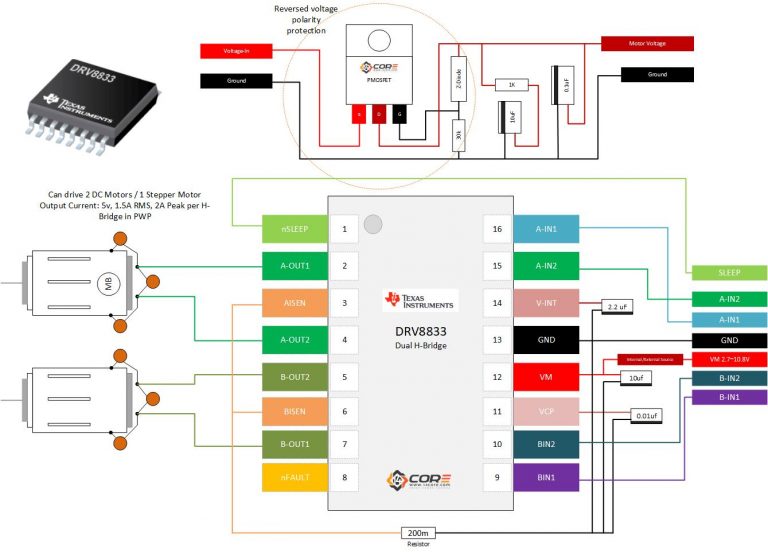 Reversed voltage
polarity
protection
Voltage-In
Ground
CORE
PMOSFET
S
D
G
Z-Diode
30k
1K
10uF
0.1uF
Motor Voltage
Ground
DRV8833
TEXAS
INSTRUMENTS
Can drive 2 DC Motors / 1 Stepper Motor
Output Current: 5v, 1.5A RMS, 2A Peak per H-
Bridge in PWP
MB
nSLEEP 1
A-OUT1 2
AISEN 3
A-OUT2 4
B-OUT2 5
BISEN 6
B-OUT1 7
nFAULT 8
TEXAS
INSTRUMENTS
DRV8833
Dual H-Bridge
CORE
www.14core.com
16 A-IN1
15 A-IN2
14 V-INT
13 GND
12 VM
11 VCP
10 BIN2
9 BIN1
2.2 uF
Internal/External Source
10uf
0.01uf
SLEEP
A-IN2
A-IN1
GND
VM 2.7~10.8V
B-IN2
B-IN1
200m
Resistor